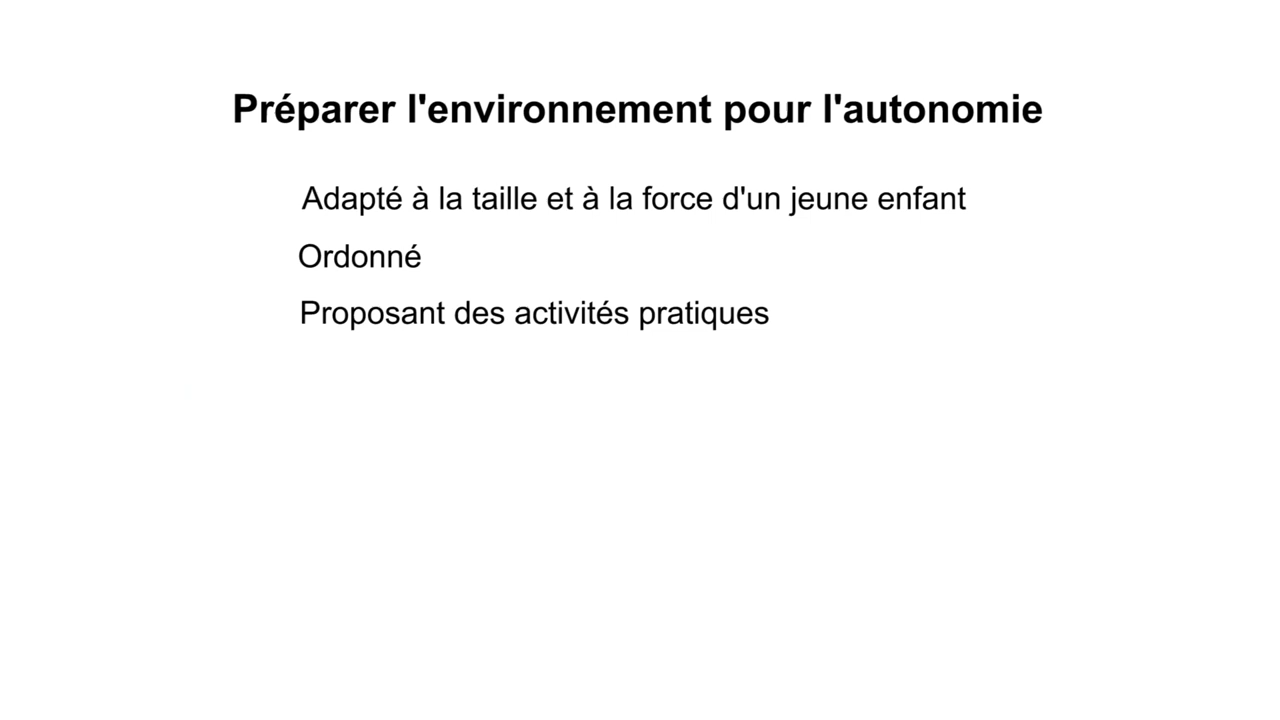 Préparer l'environnement pour l'autonomie
Adapté à la taille et à la force d'un jeune enfant
Ordonné
Proposant des activités pratiques